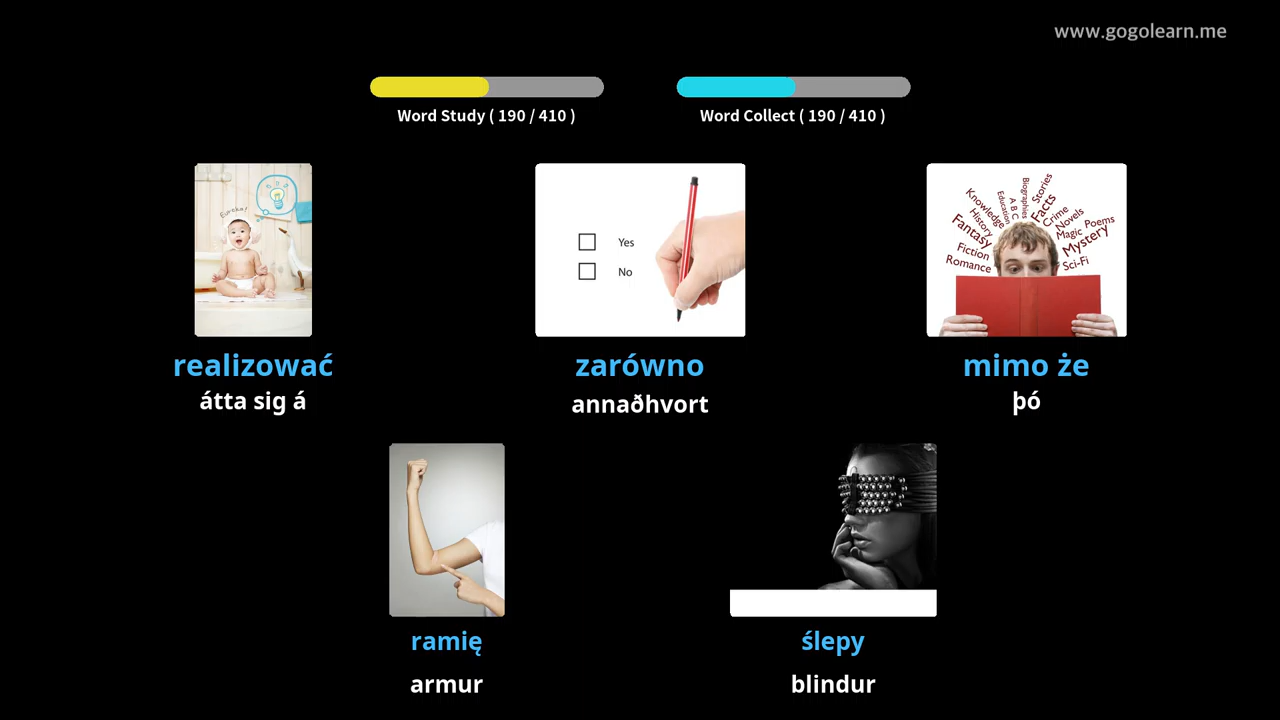 www.gogolearn.me
Word Study ( 190 / 410 )
Word Collect ( 190 / 410 )
Eureka!
Yes
No
Knowledge
History
Fantasy
Fiction
Romance
Education
A B C
Biographies
Stories
Facts
Crime
Novels
Magic
Poems
Mystery
Sci-Fi
realizować
zarówno
mimo że
átta sig á
annaðhvort
þó
ramię
ślepy
armur
blindur